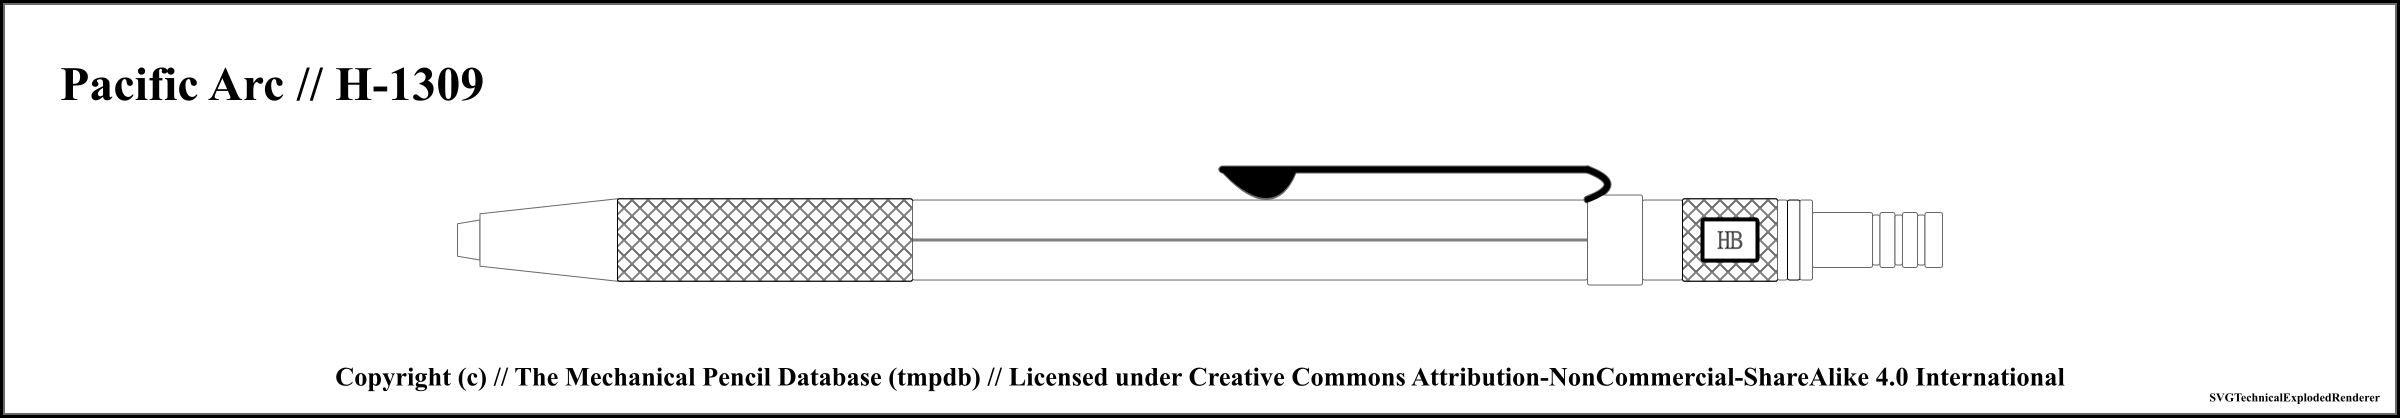 Pacific Arc // H-1309
HB
Copyright (c) // The Mechanical Pencil Database (tmpdb) // Licensed under Creative Commons Attribution-NonCommercial-ShareAlike 4.0 International
SVGTechnicalExplodedRenderer